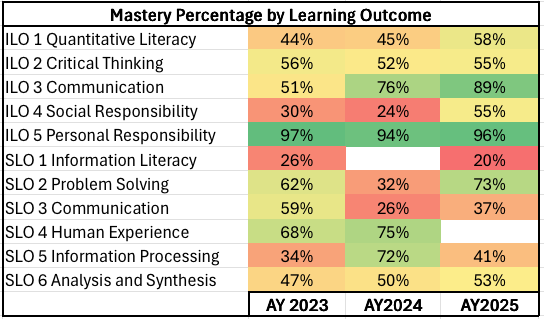 Mastery Percentage by Learning Outcome
ILO 1 Quantitative Literacy 44% 45% 58%
ILO 2 Critical Thinking 56% 52% 55%
ILO 3 Communication 51% 76% 89%
ILO 4 Social Responsibility 30% 24% 55%
ILO 5 Personal Responsibility 97% 94% 96%
SLO 1 Information Literacy 26% 20%
SLO 2 Problem Solving 62% 32% 73%
SLO 3 Communication 59% 26% 37%
SLO 4 Human Experience 68% 75%
SLO 5 Information Processing 34% 72% 41%
SLO 6 Analysis and Synthesis 47% 50% 53%
AY 2023 AY2024 AY2025